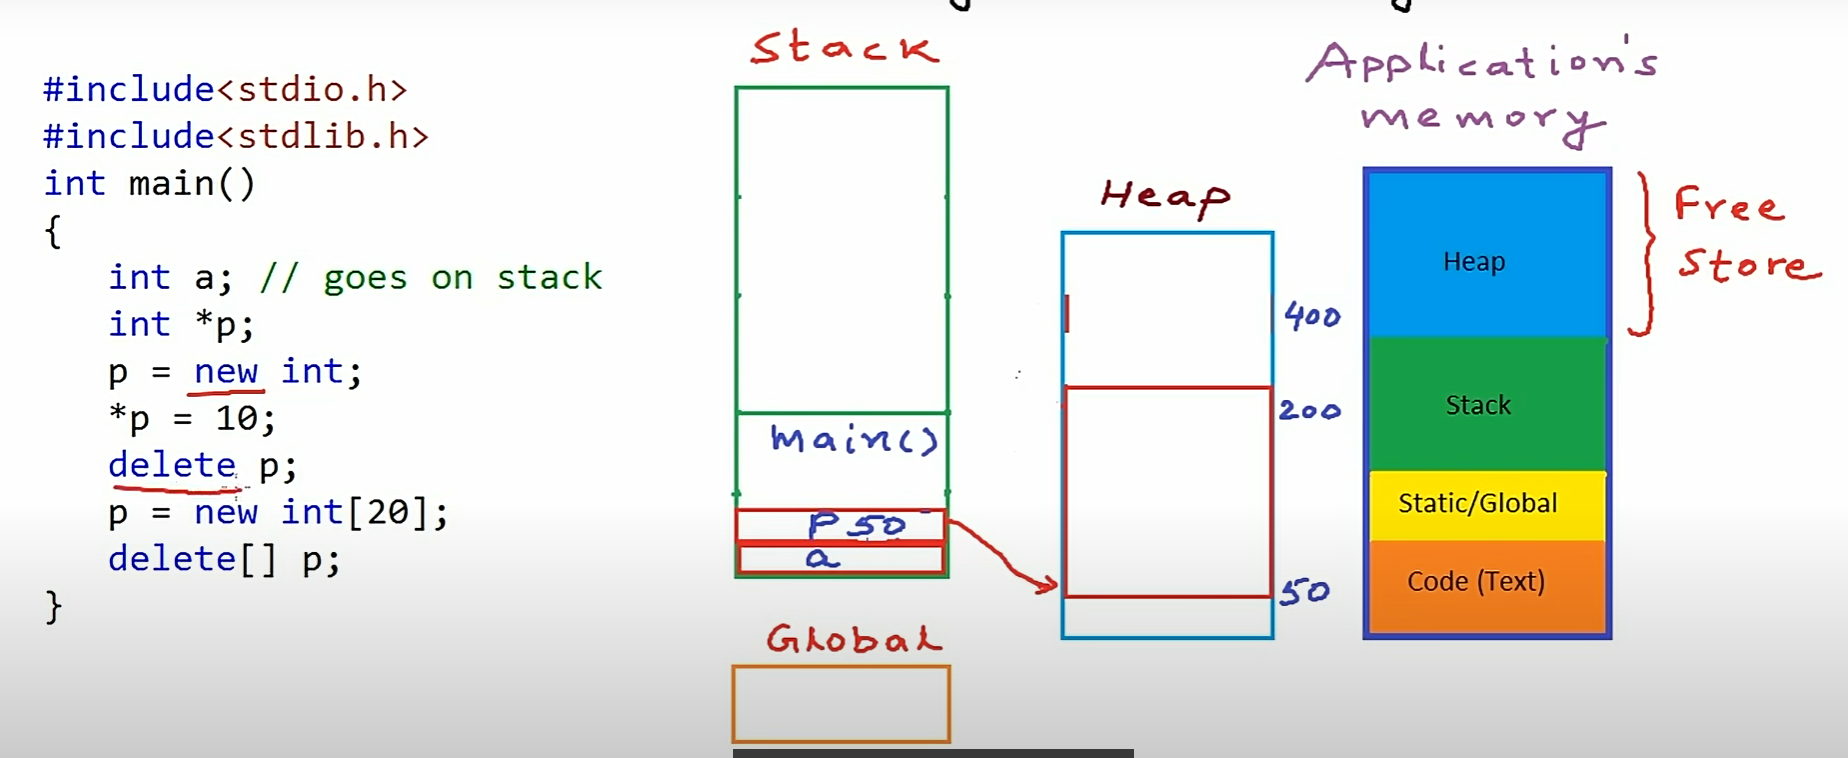 #include<stdio.h>
#include<stdlib.h>
int main()
{
int a; // goes on stack
int *p;
p = new int;
*p = 10;
delete p;
p = new int[20];
delete[] p;
}
Stack
main()
P 50
a
Global
Heap
400
200
50
Application's
memory
Heap
Stack
Static/Global
Code (Text)
Free
Store